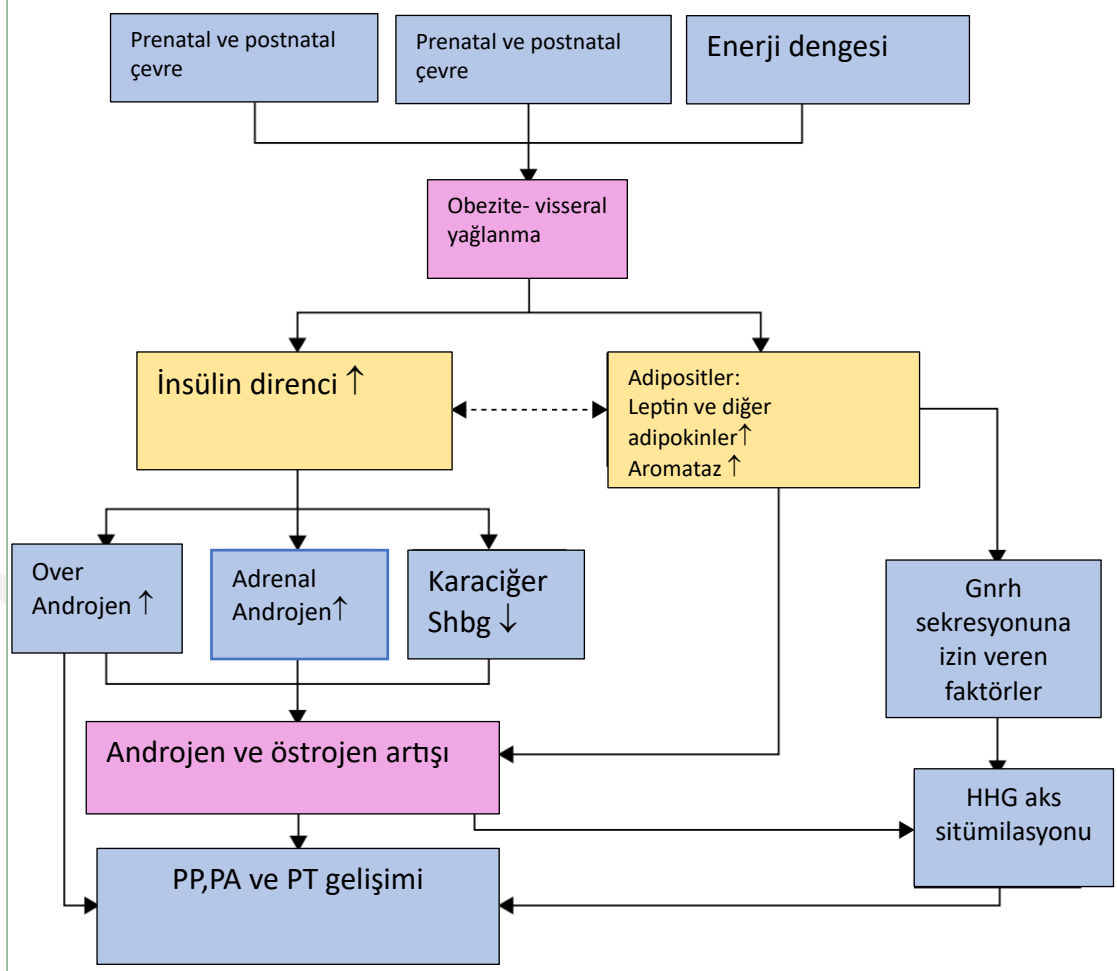 Prenatal ve postnatal
çevre
Prenatal ve postnatal
çevre
Enerji dengesi
Obezite- visseral
yağlanma
İnsülin direnci ↑
Adipositler:
Leptin ve diğer
adipokinler↑
Aromataz ↑
Over
Androjen ↑
Adrenal
Androjen↑
Karaciğer
Shbg ↓
Gnrh
sekresyonuna
izin veren
faktörler
Androjen ve östrojen artışı
HHG aks
sitümilasyonu
PP,PA ve PT gelişimi